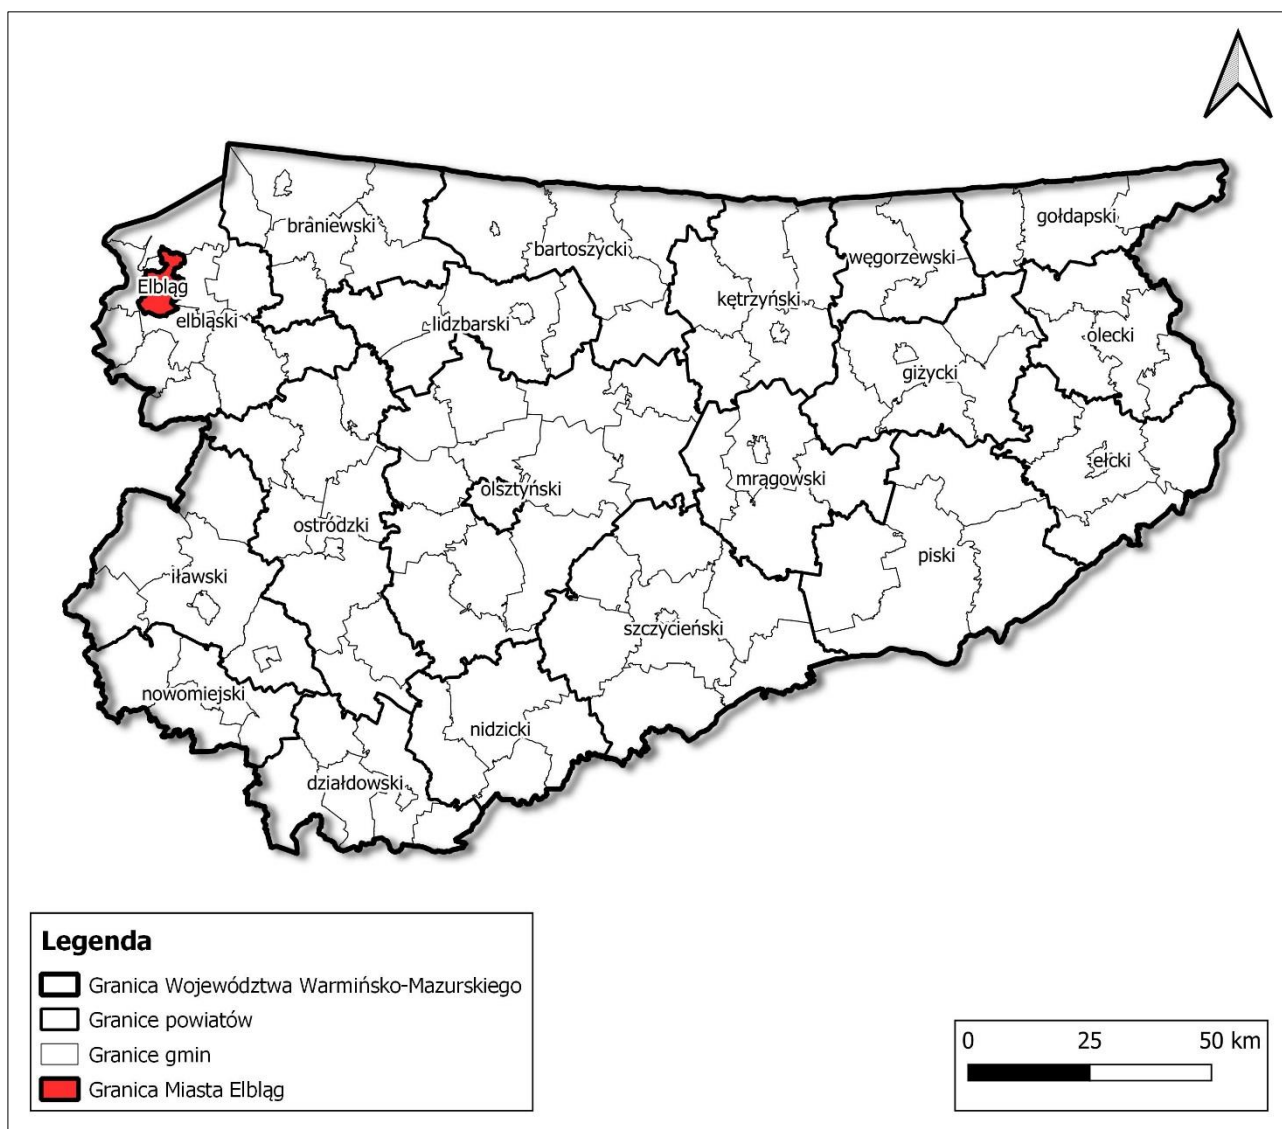 gołdapski
braniewski
bartoszycki
węgorzewski
Elbląg
kętrzyński
elbląski
lidzbarski
olecki
giżycki
ełcki
mrągowski
olsztyński
ostródzki
piski
iławski
szczycieński
nowomiejski
nidzicki
działdowski
Legenda
Granica Województwa Warmińsko-Mazurskiego
Granice powiatów
Granice gmin
Granica Miasta Elbląg
0 25 50 km